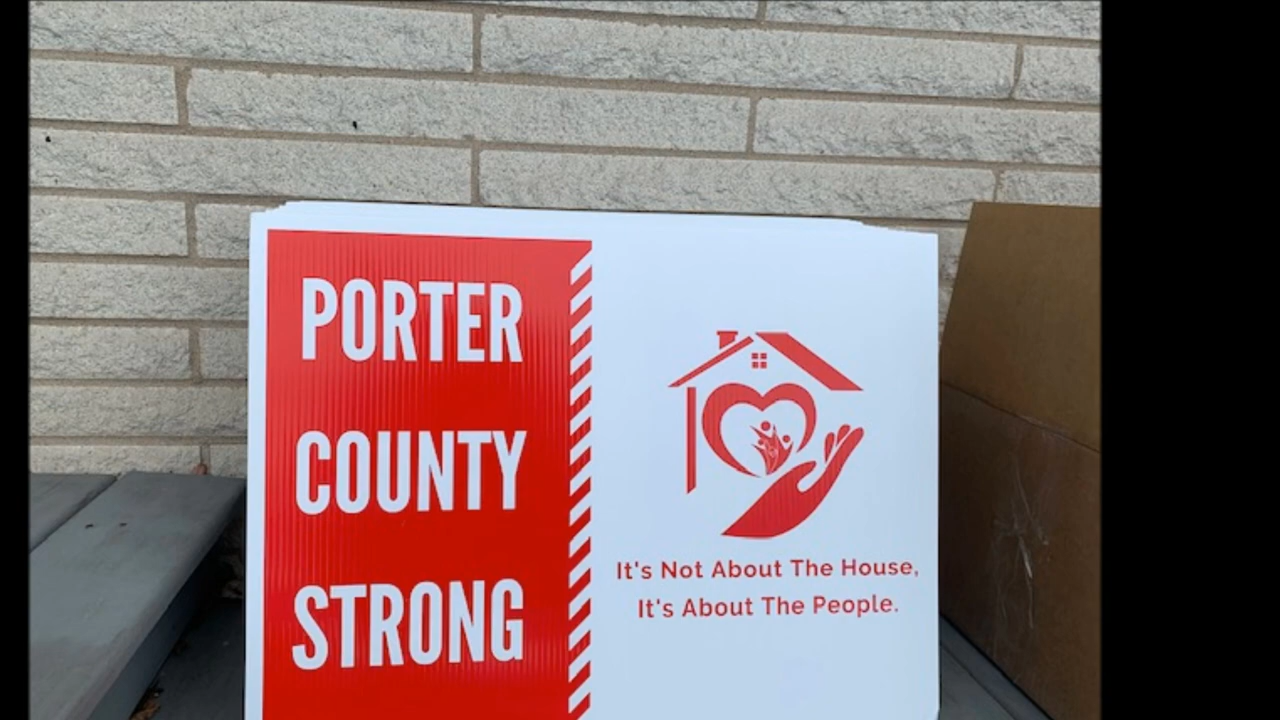 PORTER
COUNTY
STRONG
It's Not About The House,
It's About The People.